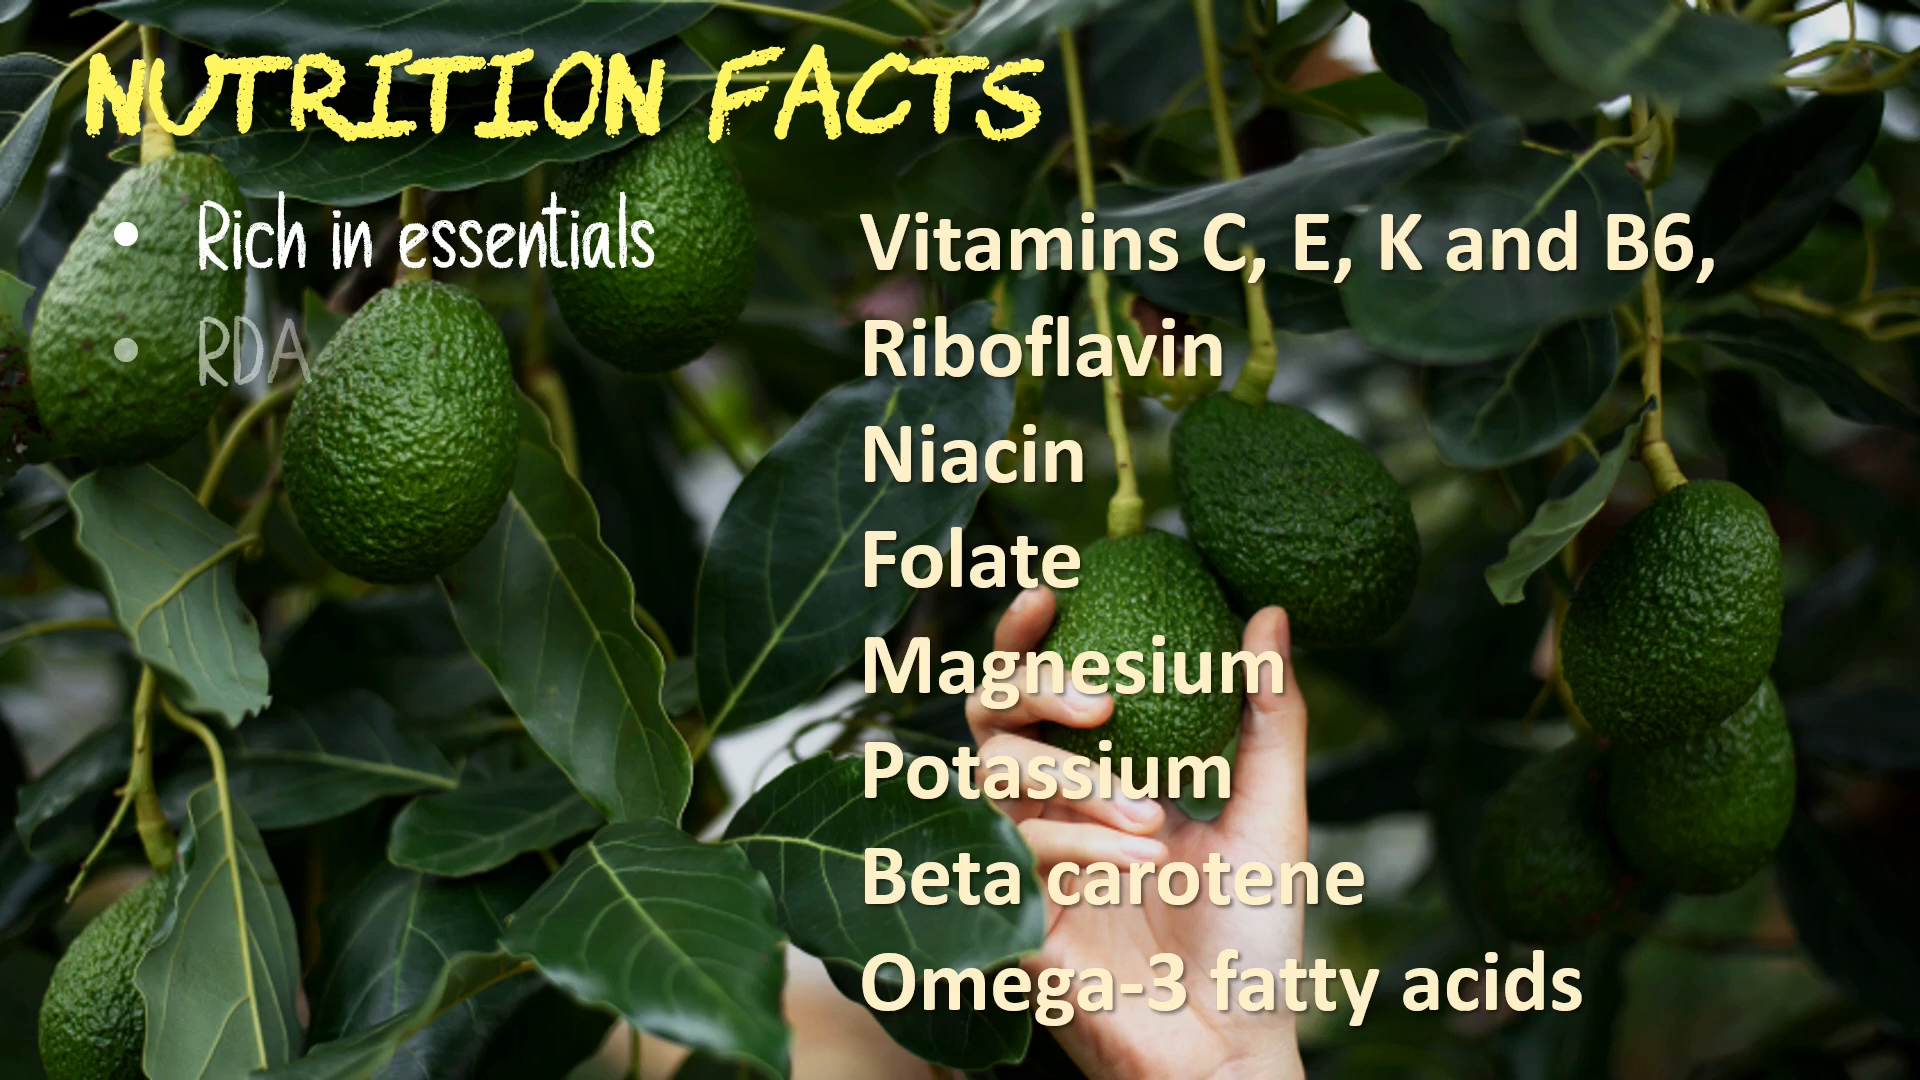 NUTRITION FACTS
• Rich in essentials
• RDA
Vitamins C, E, K and B6,
Riboflavin
Niacin
Folate
Magnesium
Potassium
Beta carotene
Omega-3 fatty acids